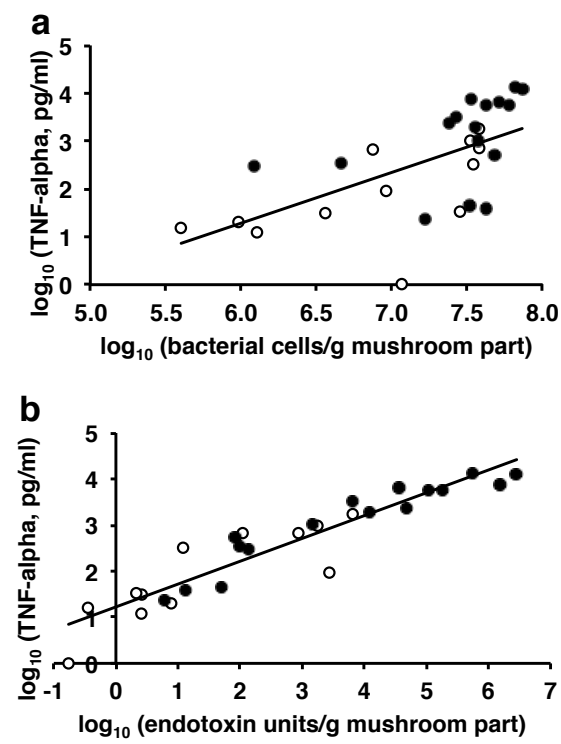 a
log10 (TNF-alpha, pg/ml)
5
4
3
2
1
0
5.0 5.5 6.0 6.5 7.0 7.5 8.0
log10 (bacterial cells/g mushroom part)
b
log10 (TNF-alpha, pg/ml)
5
4
3
2
1
0
-1 0 1 2 3 4 5 6 7
log10 (endotoxin units/g mushroom part)